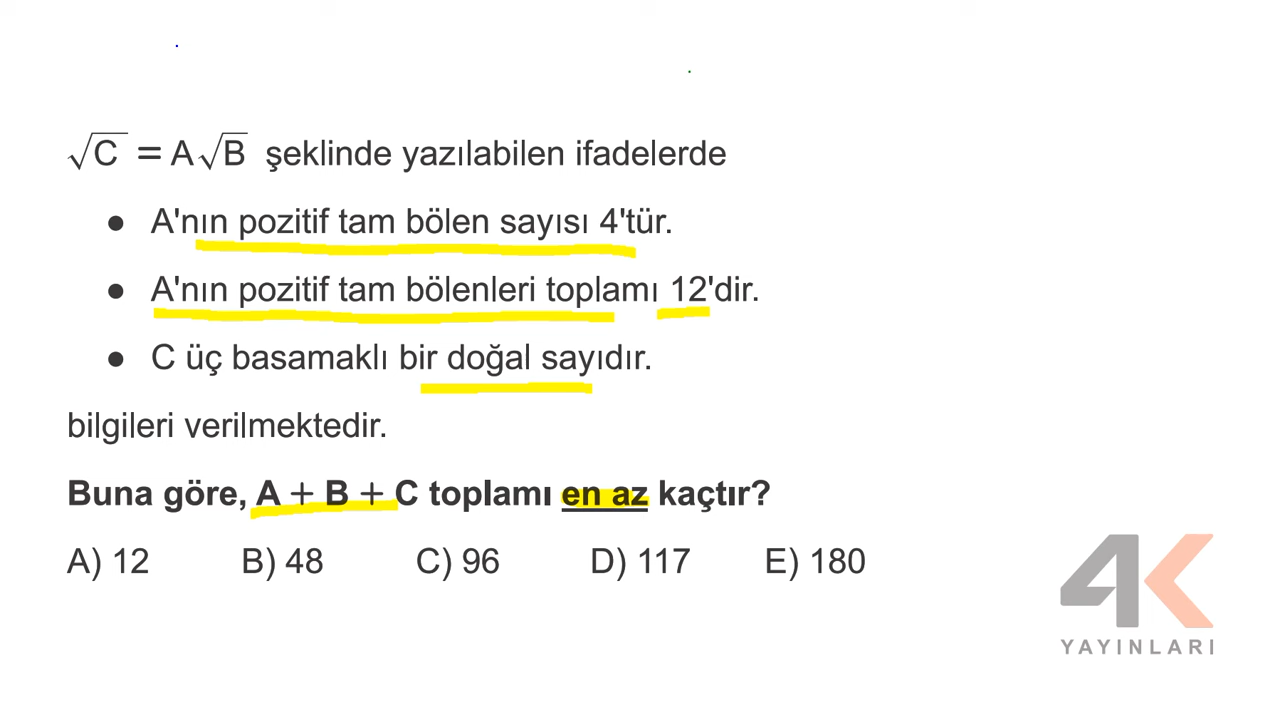 √C = A√B şeklinde yazılabilen ifadelerde
● A'nın pozitif tam bölen sayısı 4'tür.
● A'nın pozitif tam bölenleri toplamı 12'dir.
● C üç basamaklı bir doğal sayıdır.
bilgileri verilmektedir.
Buna göre, A + B + C toplamı en az kaçtır?
A) 12 B) 48 C) 96 D) 117 E) 180
4K
YAYINLARI